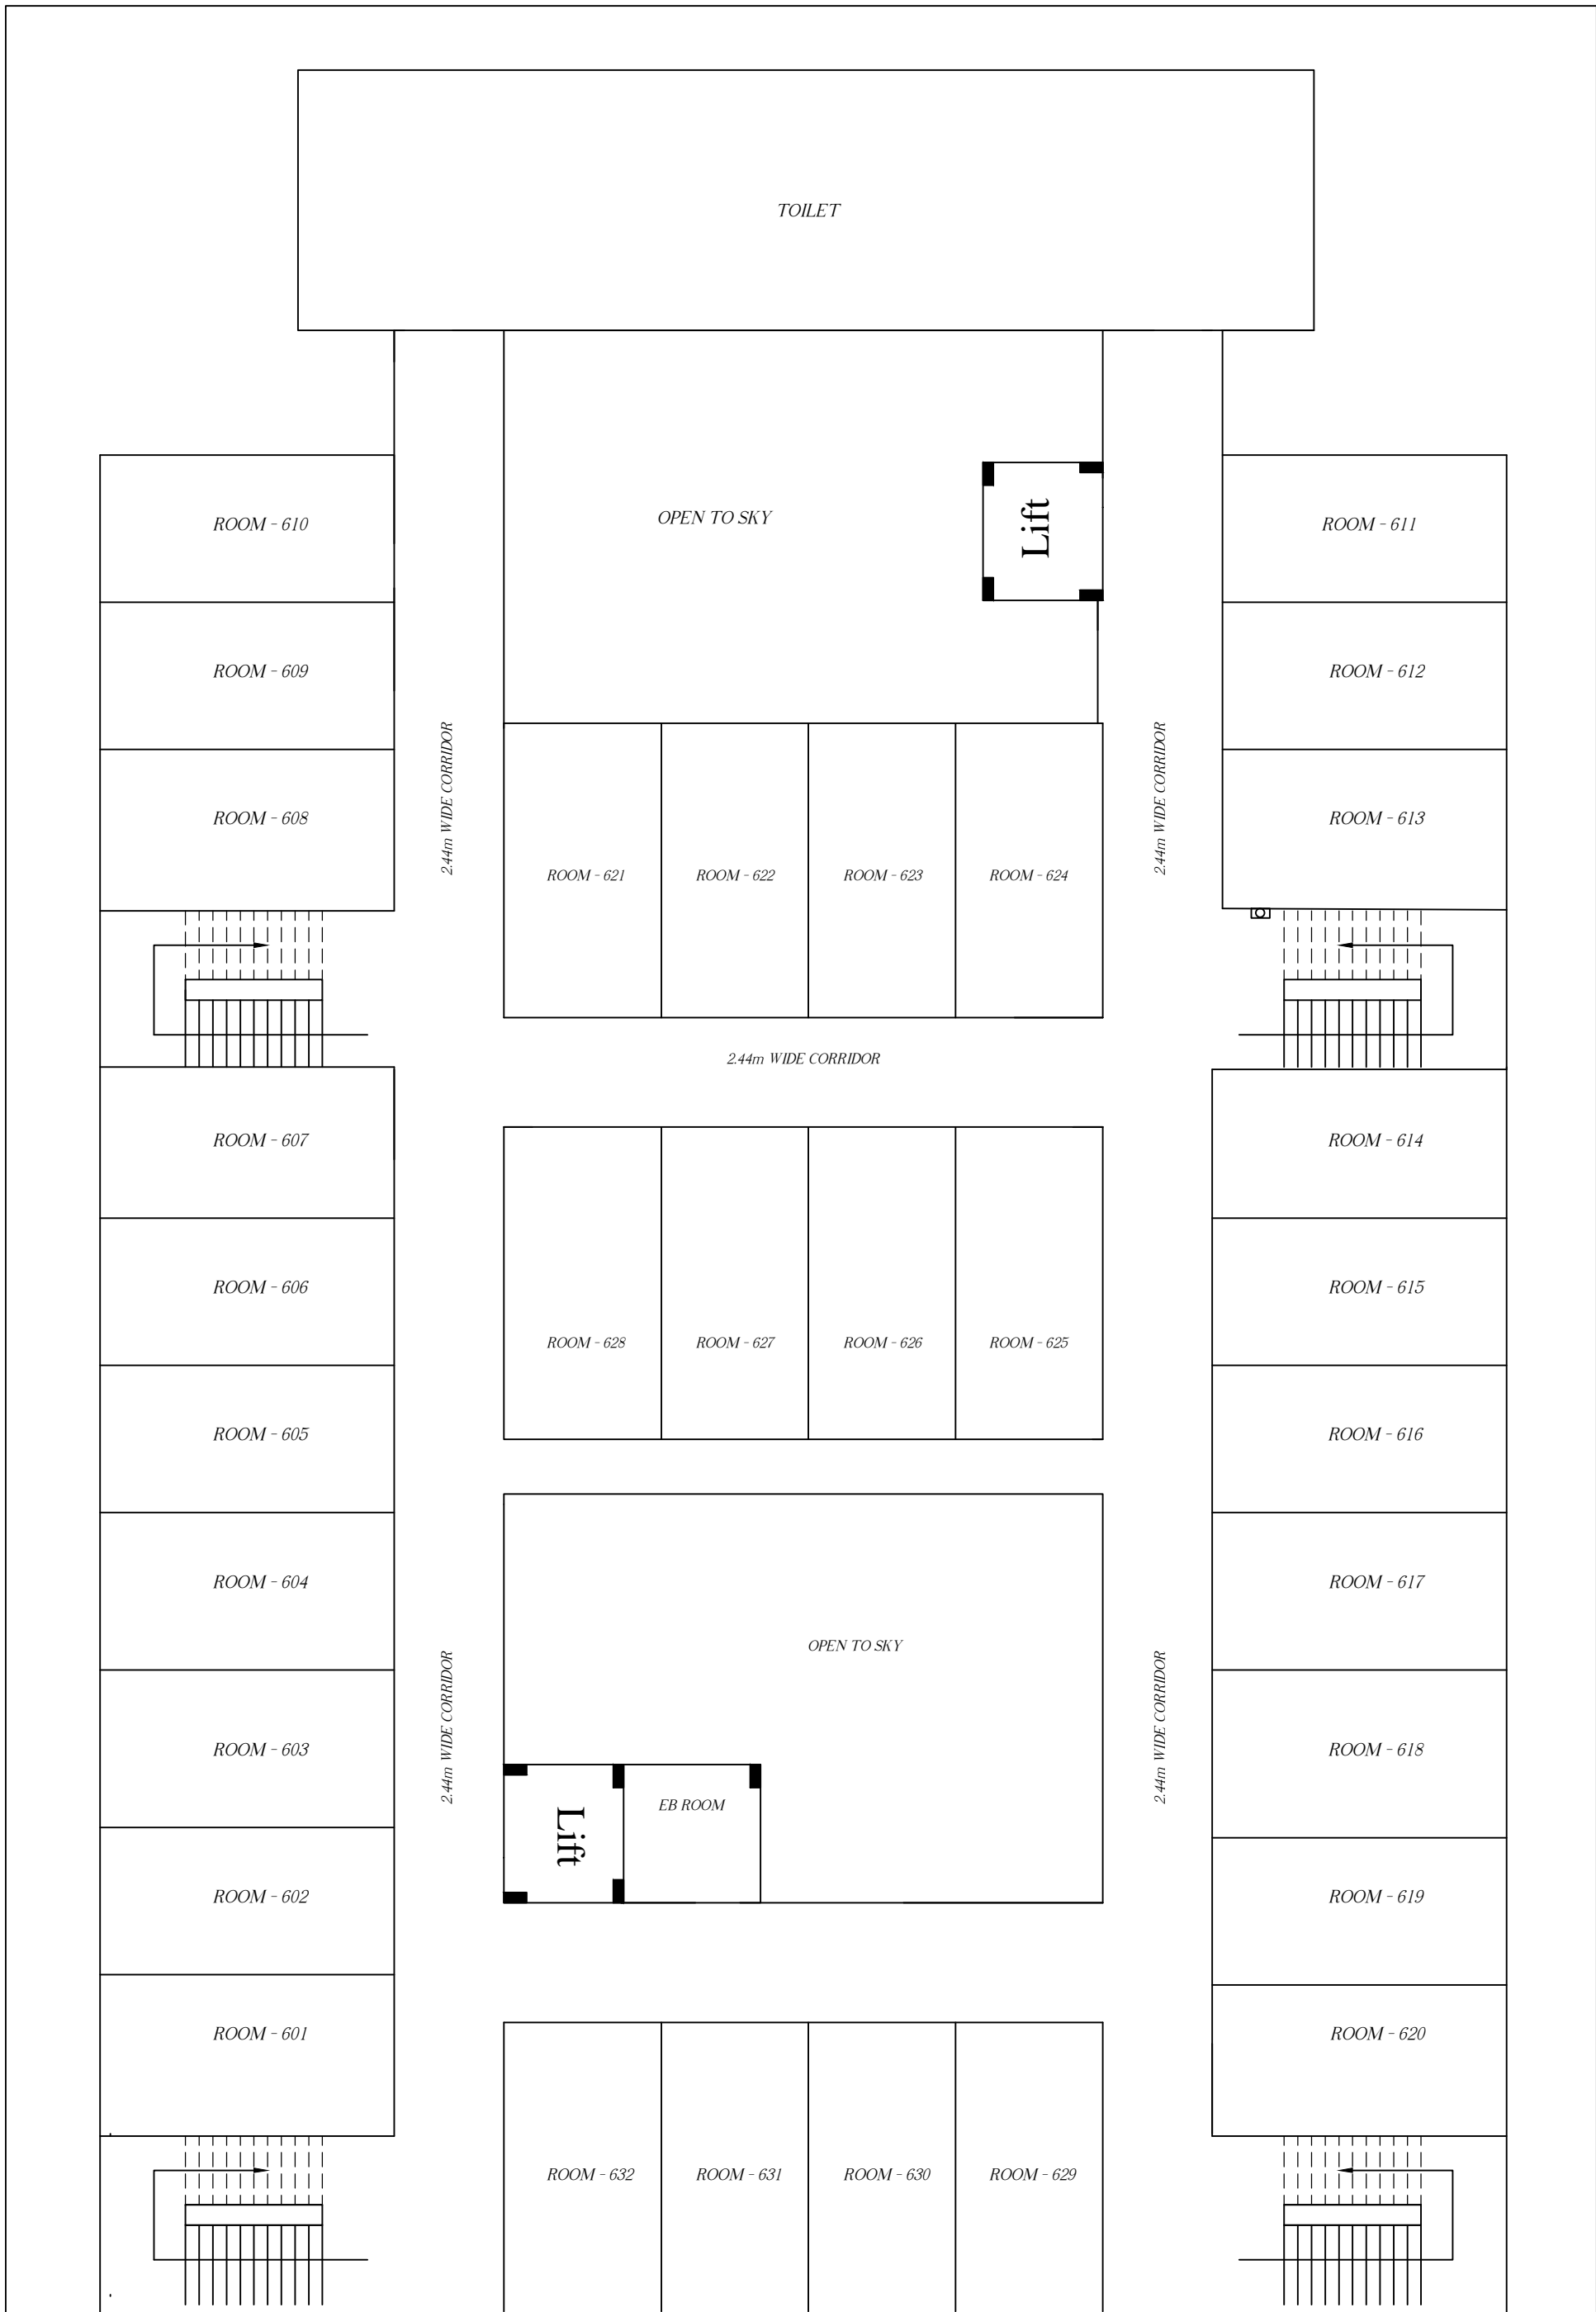 TOILET
OPEN TO SKY
Lift
ROOM - 610
ROOM - 611
ROOM - 609
ROOM - 612
2.44m WIDE CORRIDOR
2.44m WIDE CORRIDOR
ROOM - 608
ROOM - 613
ROOM - 621
ROOM - 622
ROOM - 623
ROOM - 624
2.44m WIDE CORRIDOR
ROOM - 607
ROOM - 614
ROOM - 606
ROOM - 615
ROOM - 628
ROOM - 627
ROOM - 626
ROOM - 625
ROOM - 605
ROOM - 616
ROOM - 604
ROOM - 617
OPEN TO SKY
2.44m WIDE CORRIDOR
2.44m WIDE CORRIDOR
ROOM - 603
ROOM - 618
EB ROOM
Lift
ROOM - 602
ROOM - 619
ROOM - 601
ROOM - 620
ROOM - 632
ROOM - 631
ROOM - 630
ROOM - 629